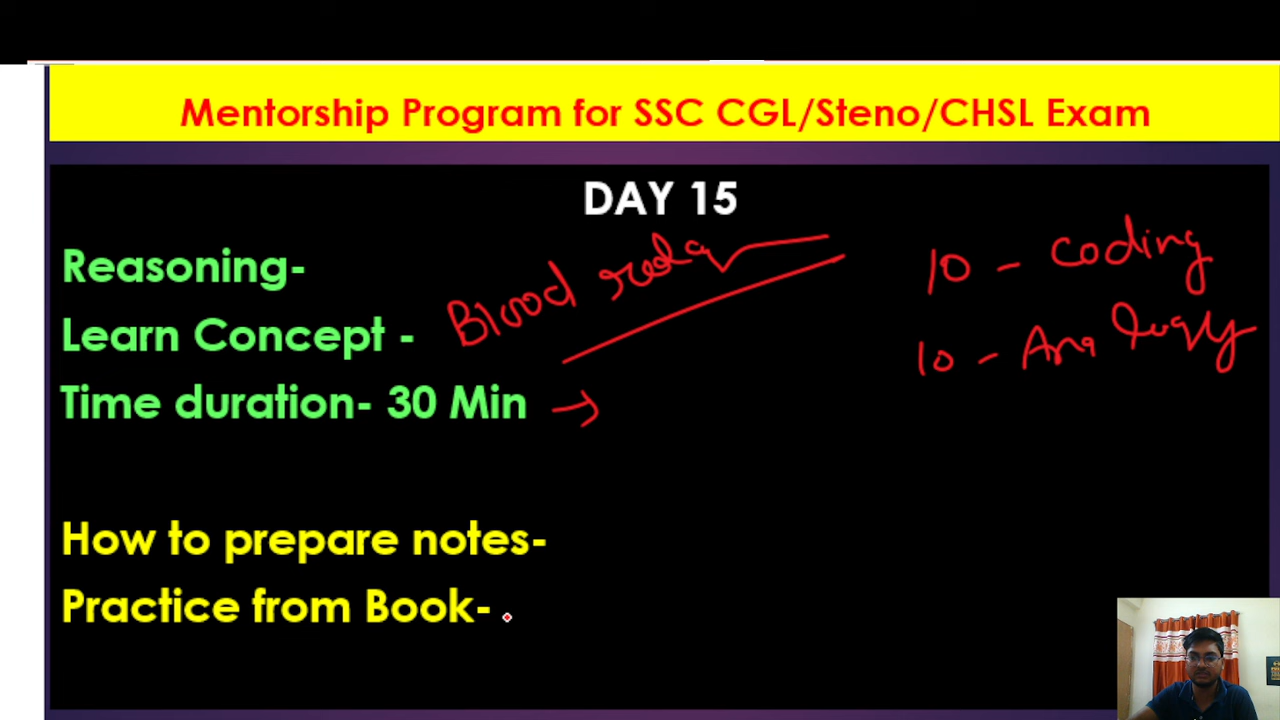 Mentorship Program for SSC CGL/Steno/CHSL Exam
DAY 15
Reasoning-
Learn Concept - Blood
Time duration- 30 Min →
10 - Coding
10 - Analogy
How to prepare notes-
Practice from Book-